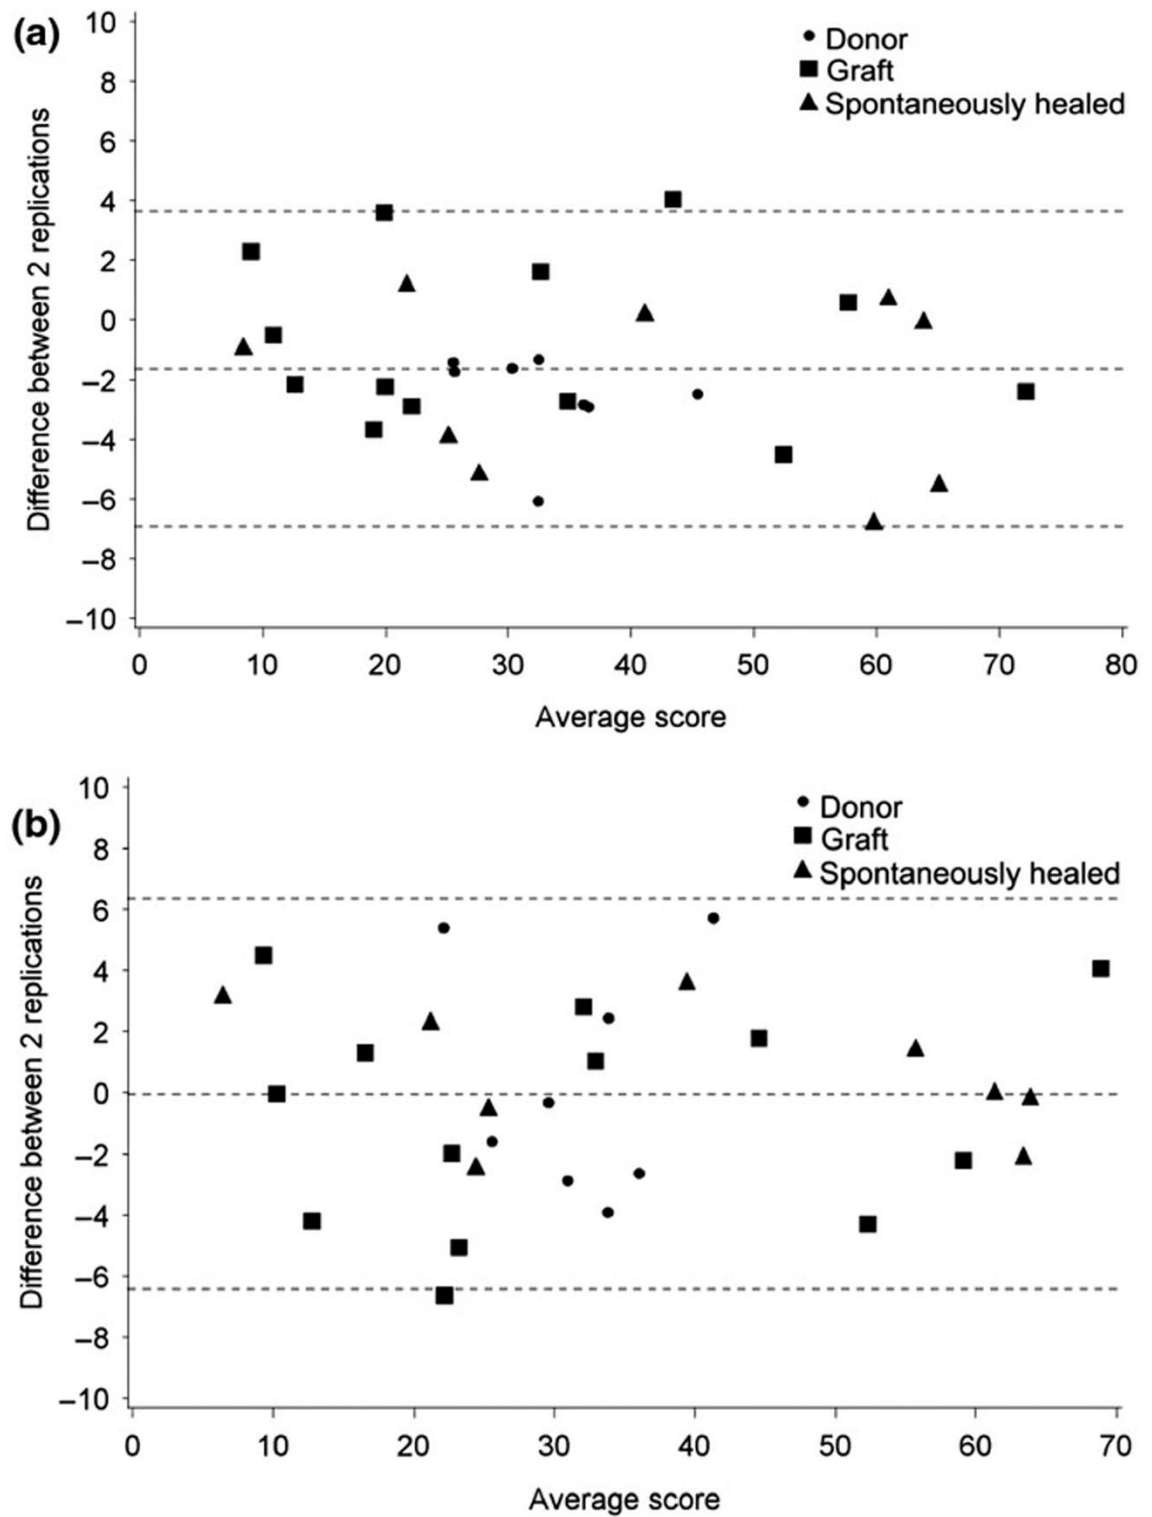 (a)
Difference between 2 replications
10
8
6
4
2
0
−2
−4
−6
−8
−10
Donor
Graft
Spontaneously healed
0 10 20 30 40 50 60 70 80
Average score
(b)
Difference between 2 replications
10
8
6
4
2
0
−2
−4
−6
−8
−10
Donor
Graft
Spontaneously healed
0 10 20 30 40 50 60 70
Average score